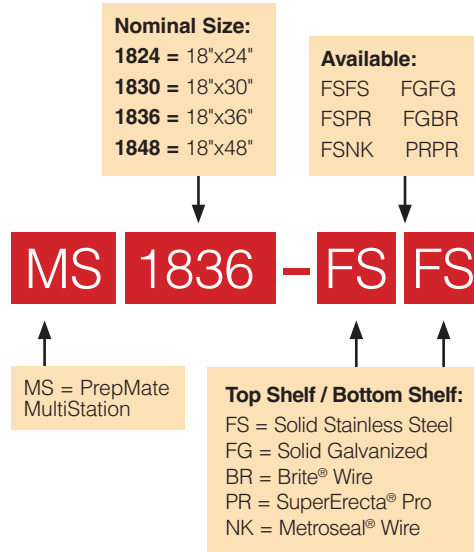 Nominal Size:
1824 = 18"x24"
1830 = 18"x30"
1836 = 18"x36"
1848 = 18"x48"
Available:
FSFS FGFG
FSPR FGBR
FSNK PRPR
MS 1836 – FS FS
MS = PrepMate
MultiStation
Top Shelf / Bottom Shelf:
FS = Solid Stainless Steel
FG = Solid Galvanized
BR = Brite® Wire
PR = SuperErecta® Pro
NK = Metroseal® Wire